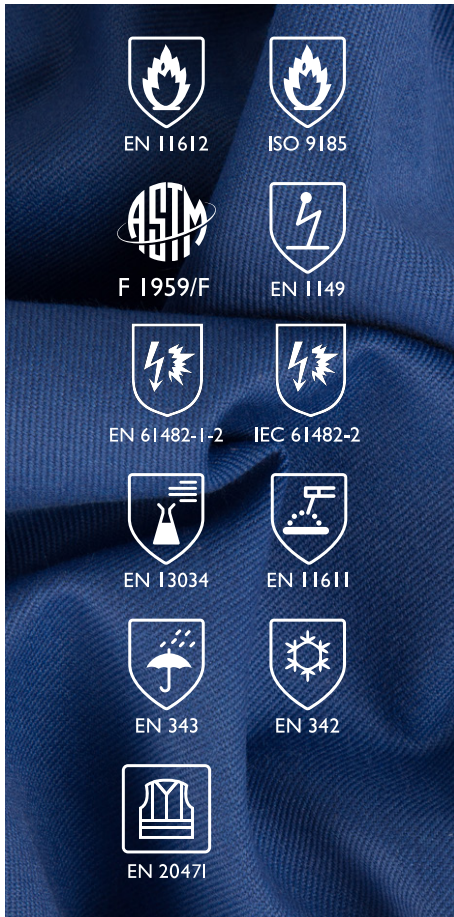 EN 11612
ISO 9185
ASTM
F 1959/F
EN 1149
EN 61482-1-2
IEC 61482-2
EN 13034
EN 11611
EN 343
EN 342
EN 20471